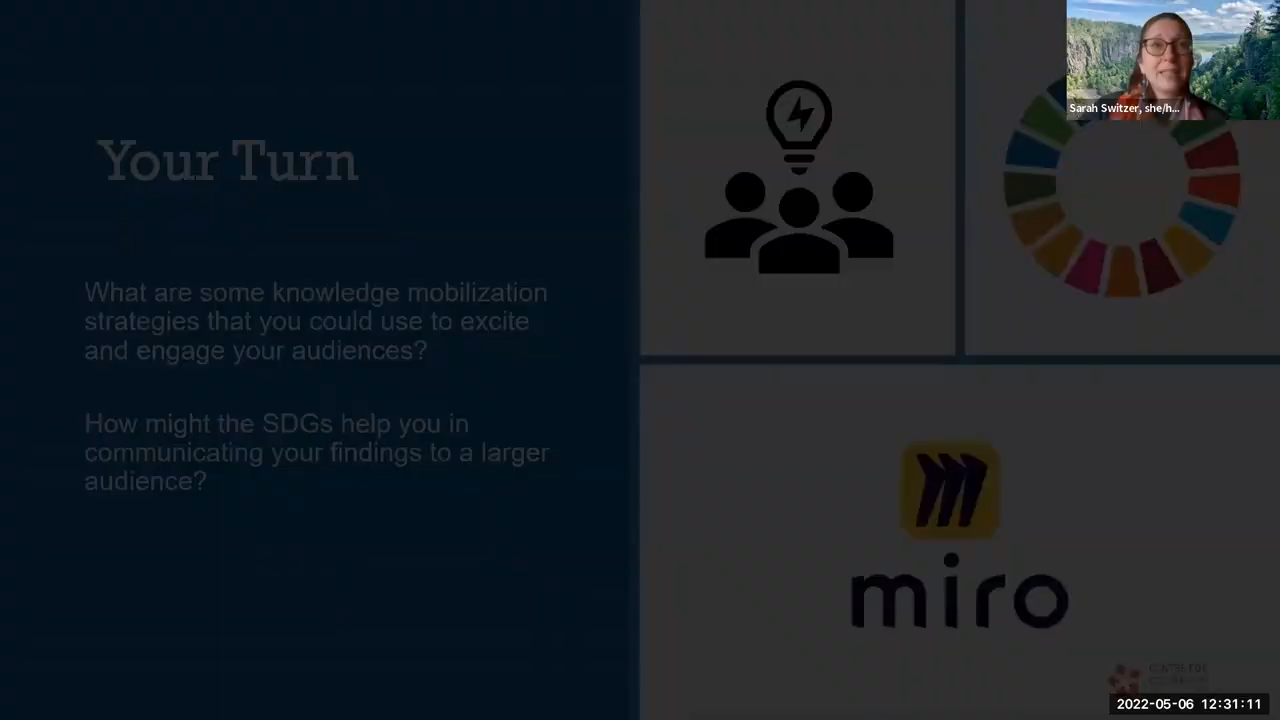 Sarah Switzer, she/h...
Your Turn
What are some knowledge mobilization
strategies that you could use to excite
and engage your audiences?
How might the SDGs help you in
communicating your findings to a larger
audience?
miro
CENTRE FOR
2022-05-06 12:31:11